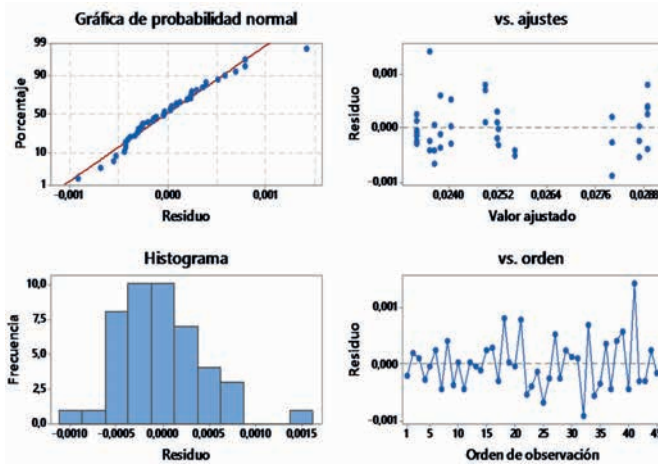 Gráfica de probabilidad normal
99
90
50
10
1
Porcentaje
-0,001
0,000
0,001
Residuo
vs. ajustes
0,001
0,000
-0,001
Residuo
0,0240 0,0252 0,0264 0,0276 0,0288
Valor ajustado
Histograma
10,0
7,5
5,0
2,5
0,0
Frecuencia
-0,0010 -0,0005 0,0000 0,0005 0,0010 0,0015
Residuo
vs. orden
0,001
0,000
-0,001
Residuo
1 5 10 15 20 25 30 35 40 45
Orden de observación